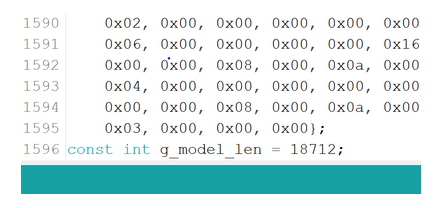 1590 0x02, 0x00, 0x00, 0x00, 0x00, 0x00
1591 0x06, 0x00, 0x00, 0x00, 0x00, 0x16
1592 0x00, 0x00, 0x08, 0x00, 0x0a, 0x00
1593 0x04, 0x00, 0x00, 0x00, 0x00, 0x00
1594 0x00, 0x00, 0x08, 0x00, 0x0a, 0x00
1595 0x03, 0x00, 0x00, 0x00};
1596 const int g_model_len = 18712;